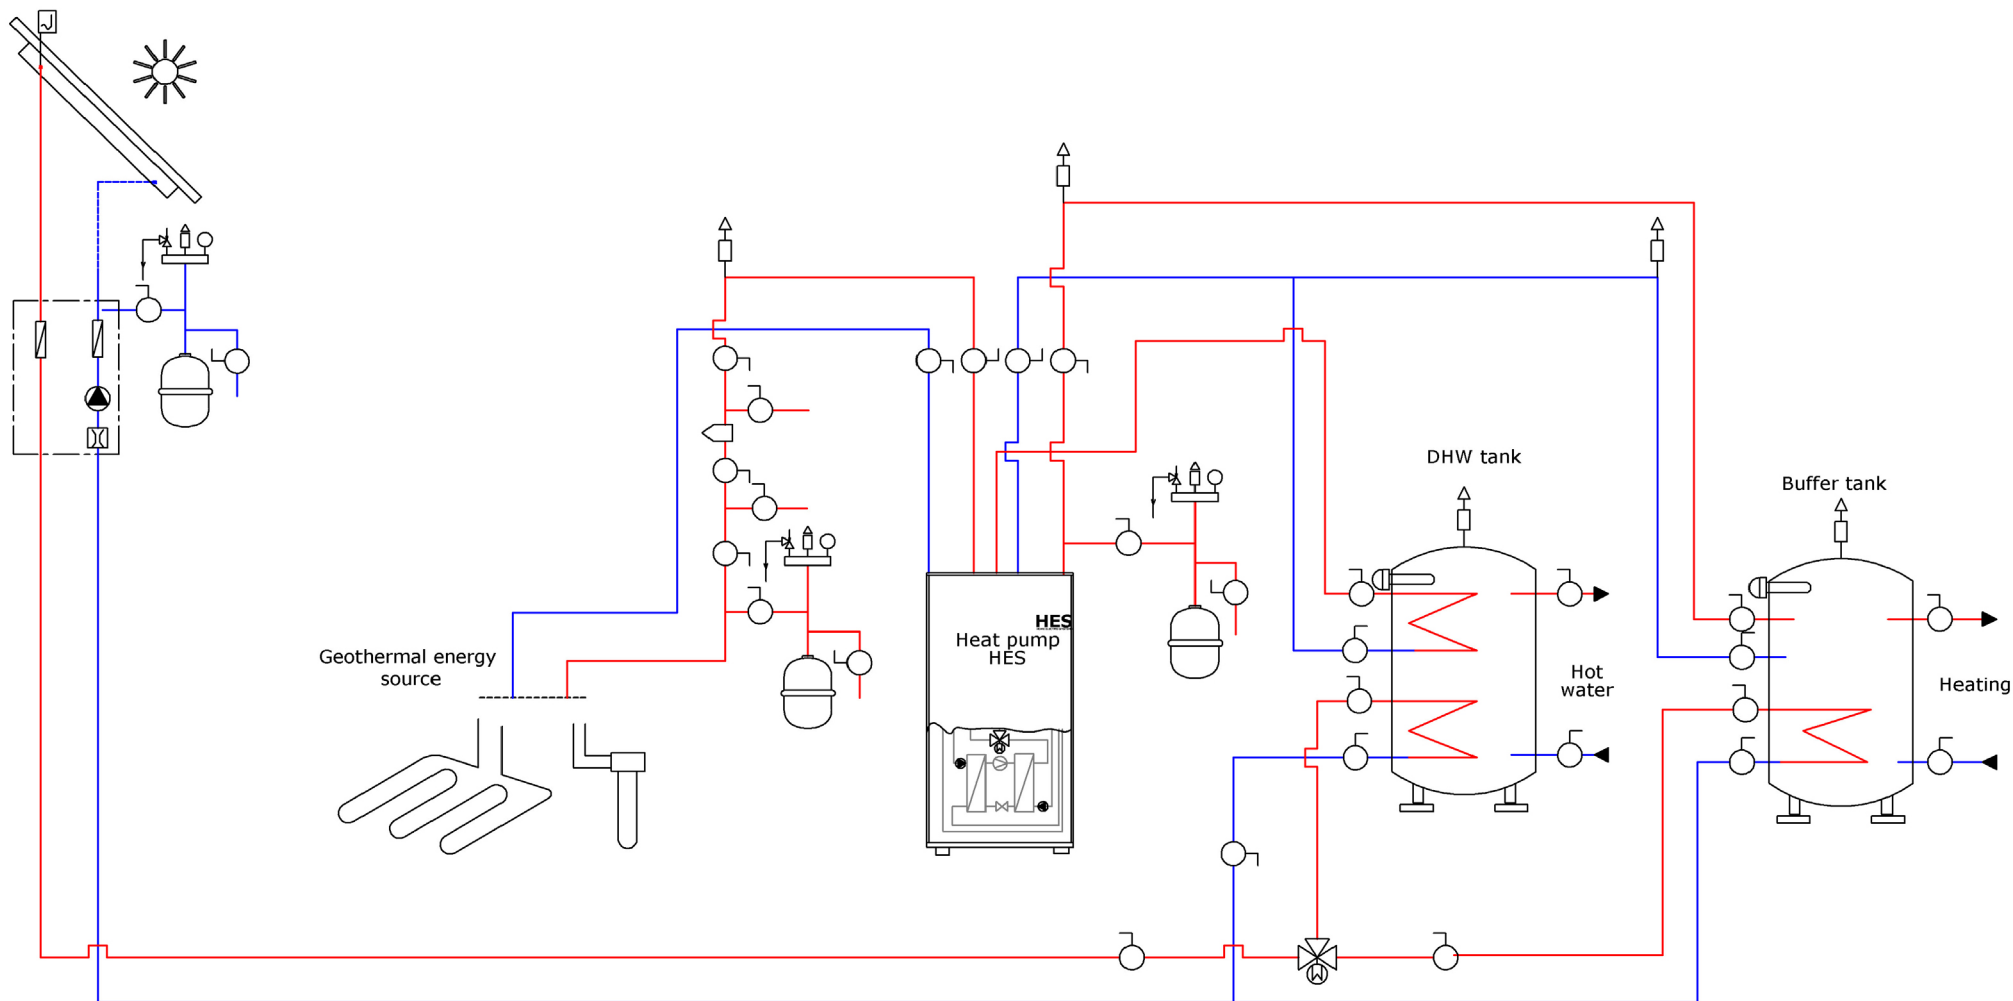 DHW tank
Buffer tank
HES
Heat pump
HES
Geothermal energy
source
Hot
water
Heating